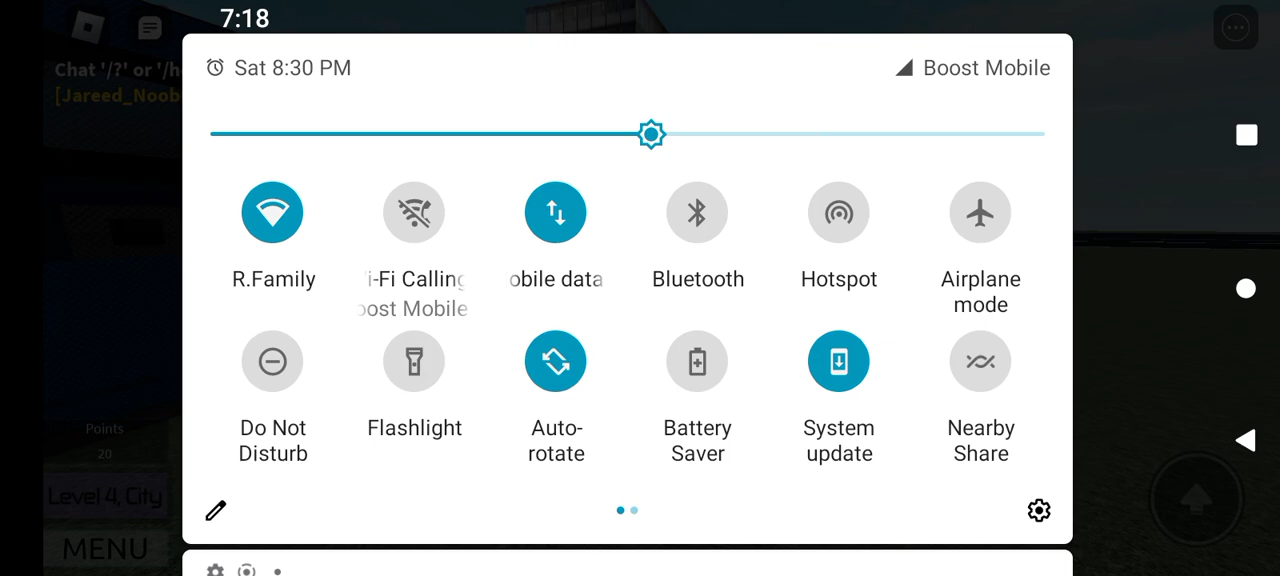 7:18
Chat '/?' or '/h
[Jareed_Noob
Sat 8:30 PM
Boost Mobile
R.Family
i-Fi Calling
oost Mobile
obile data
Bluetooth
Hotspot
Airplane
mode
Do Not
Disturb
Flashlight
Auto-
rotate
Battery
Saver
System
update
Nearby
Share
Points
20
Level 4, City
MENU